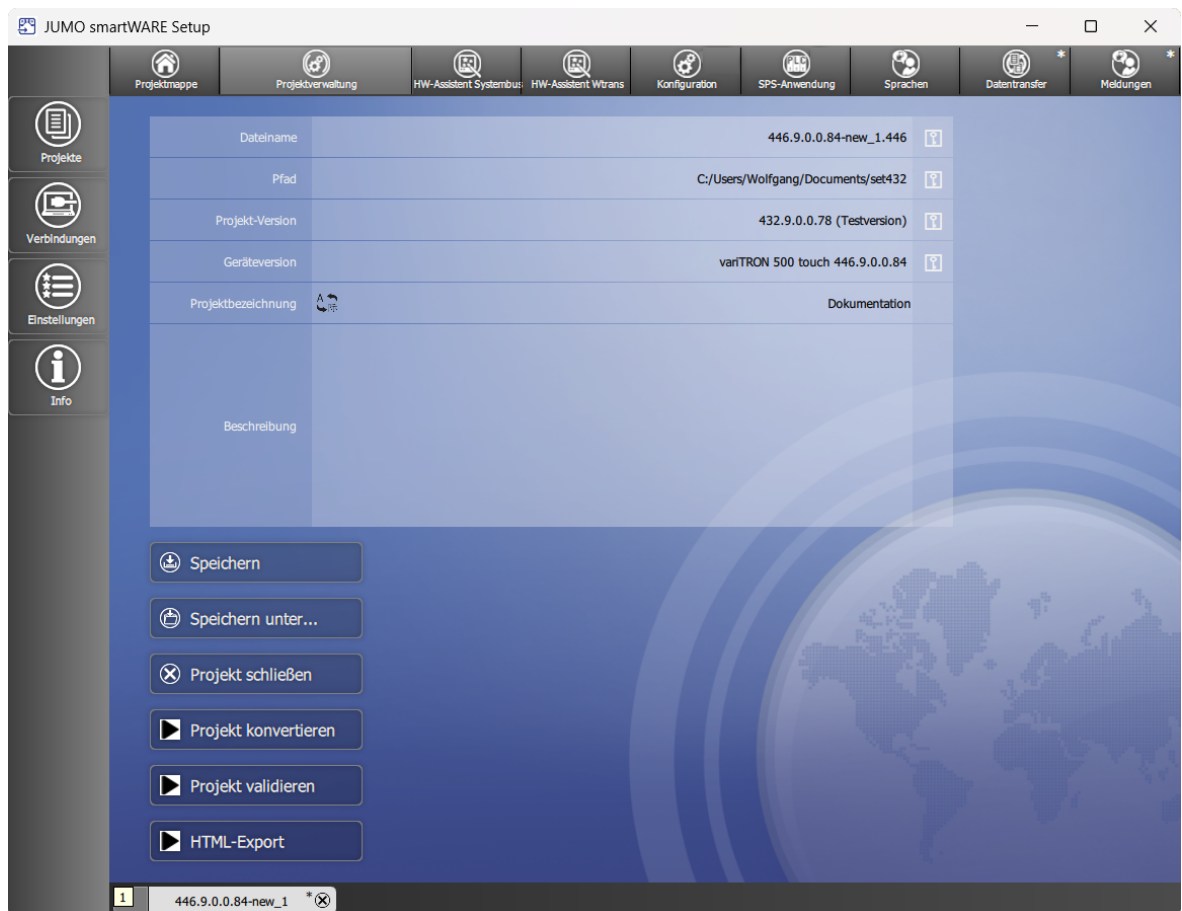 JUMO smartWARE Setup
Projektmappe
Projektverwaltung
HW-Assistent Systembus
HW-Assistent Wtrans
Konfiguration
SPS-Anwendung
Sprachen
Datentransfer *
Meldungen *
Projekte
Verbindungen
Einstellungen
Info
Dateiname 446.9.0.0.84-new_1.446
Pfad C:/Users/Wolfgang/Documents/set432
Projekt-Version 432.9.0.0.78 (Testversion)
Geräteversion variTRON 500 touch 446.9.0.0.84
Projektbezeichnung Dokumentation
Beschreibung
Speichern
Speichern unter...
Projekt schließen
Projekt konvertieren
Projekt validieren
HTML-Export
1 446.9.0.0.84-new_1 *